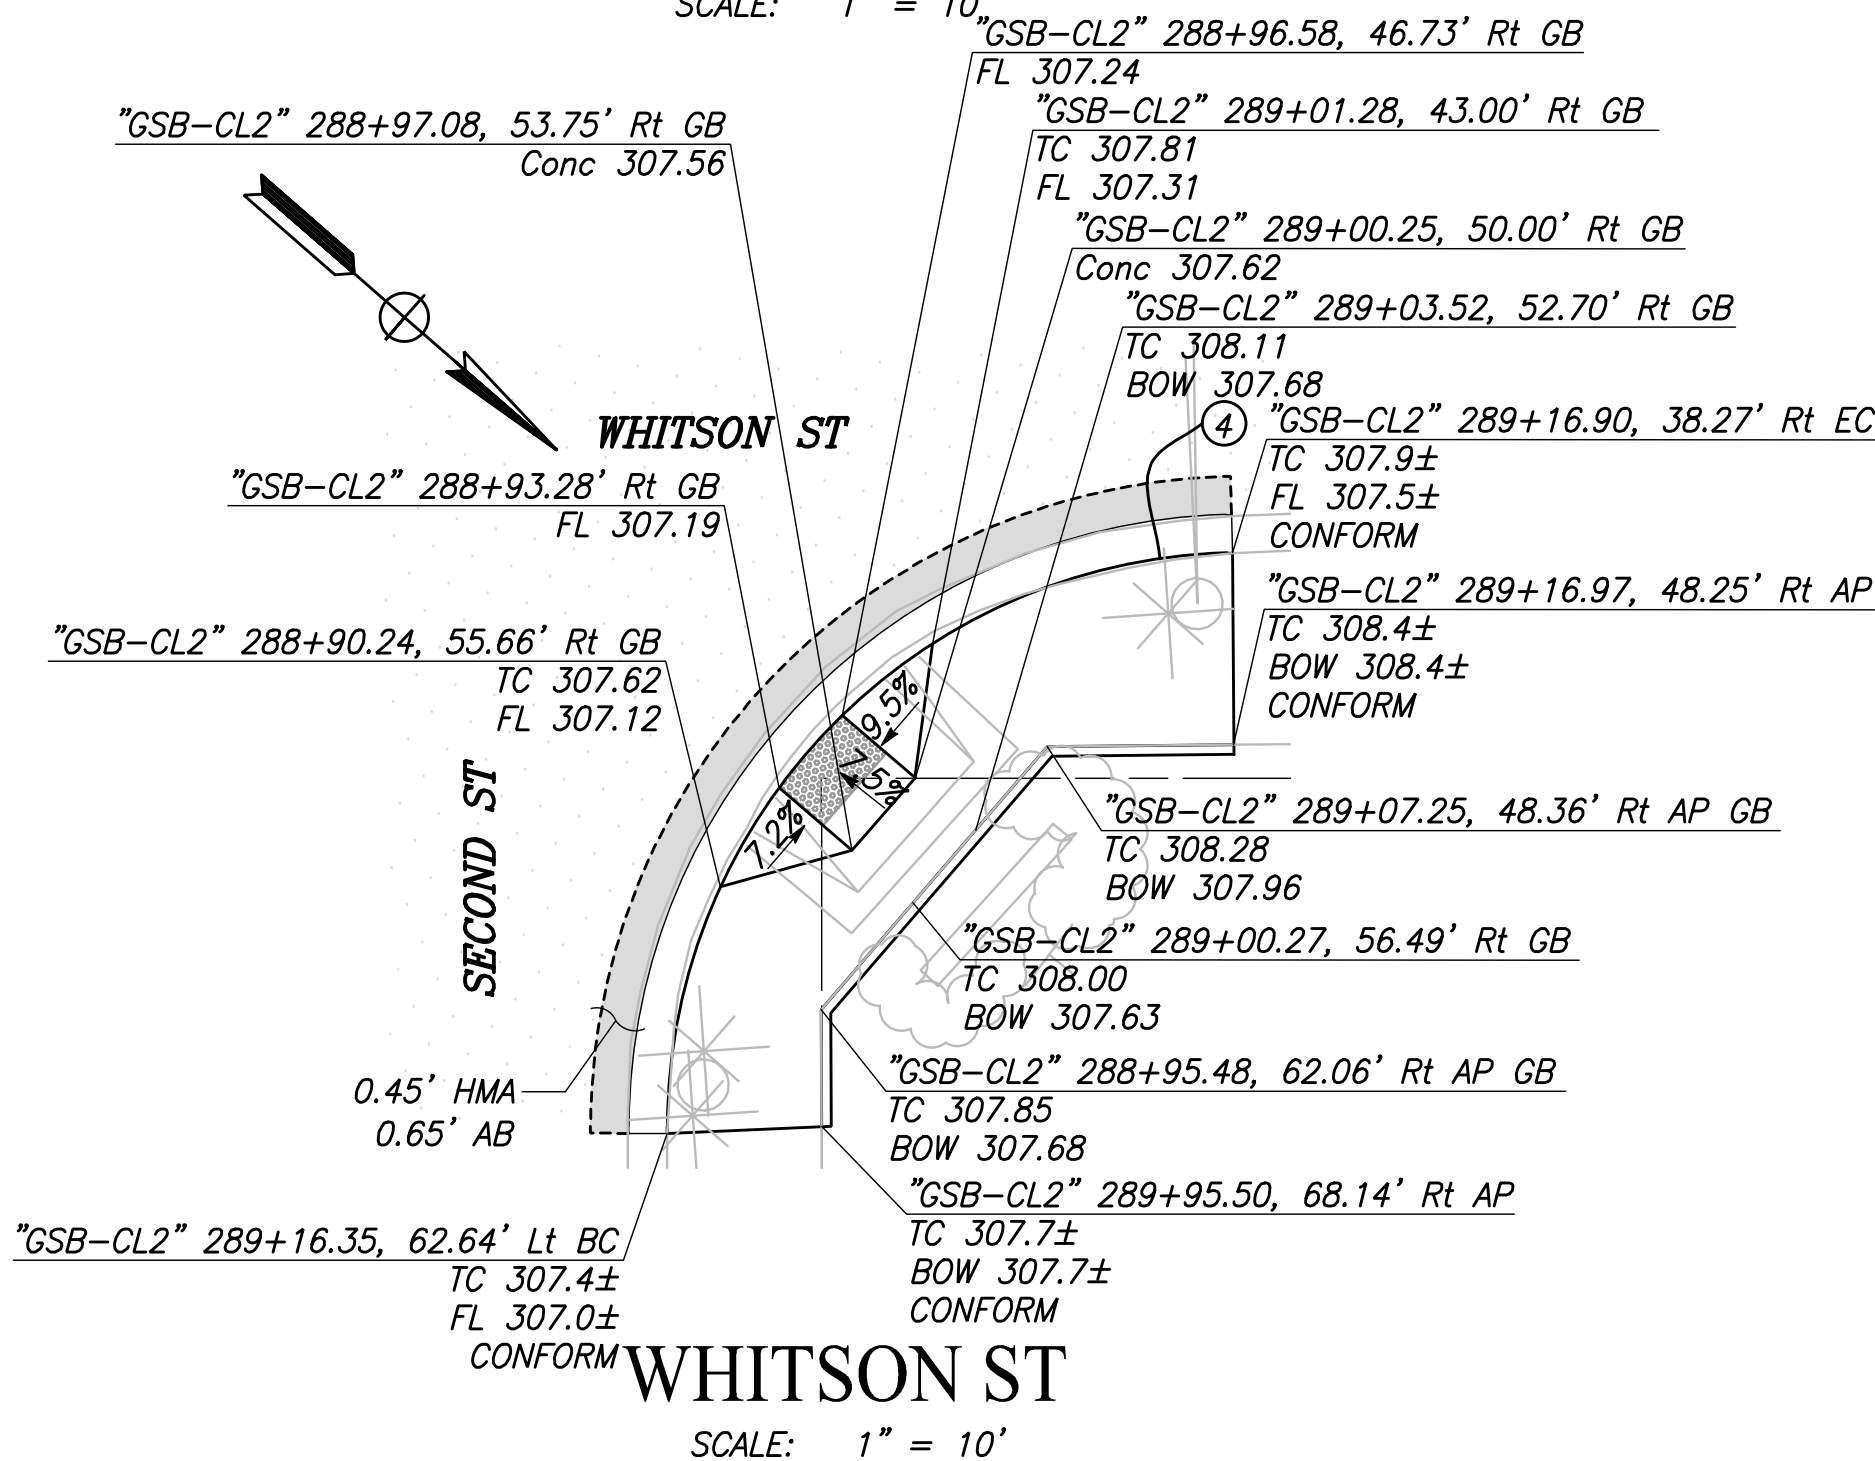 SCALE: 1" = 10'
"GSB-CL2" 288+96.58, 46.73' Rt GB
FL 307.24
"GSB-CL2" 288+97.08, 53.75' Rt GB
Conc 307.56
"GSB-CL2" 289+01.28, 43.00' Rt GB
TC 307.81
FL 307.31
"GSB-CL2" 289+00.25, 50.00' Rt GB
Conc 307.62
"GSB-CL2" 289+03.52, 52.70' Rt GB
TC 308.11
BOW 307.68
WHITSON ST
4
"GSB-CL2" 289+16.90, 38.27' Rt EC
TC 307.9±
FL 307.5±
CONFORM
"GSB-CL2" 288+93.28' Rt GB
FL 307.19
"GSB-CL2" 289+16.97, 48.25' Rt AP
TC 308.4±
BOW 308.4±
CONFORM
"GSB-CL2" 288+90.24, 55.66' Rt GB
TC 307.62
FL 307.12
9.5%
7.5%
7.2%
SECOND ST
"GSB-CL2" 289+07.25, 48.36' Rt AP GB
TC 308.28
BOW 307.96
"GSB-CL2" 289+00.27, 56.49' Rt GB
TC 308.00
BOW 307.63
0.45' HMA
0.65' AB
"GSB-CL2" 288+95.48, 62.06' Rt AP GB
TC 307.85
BOW 307.68
"GSB-CL2" 289+95.50, 68.14' Rt AP
TC 307.7±
BOW 307.7±
CONFORM
"GSB-CL2" 289+16.35, 62.64' Lt BC
TC 307.4±
FL 307.0±
CONFORM
WHITSON ST
SCALE: 1" = 10'